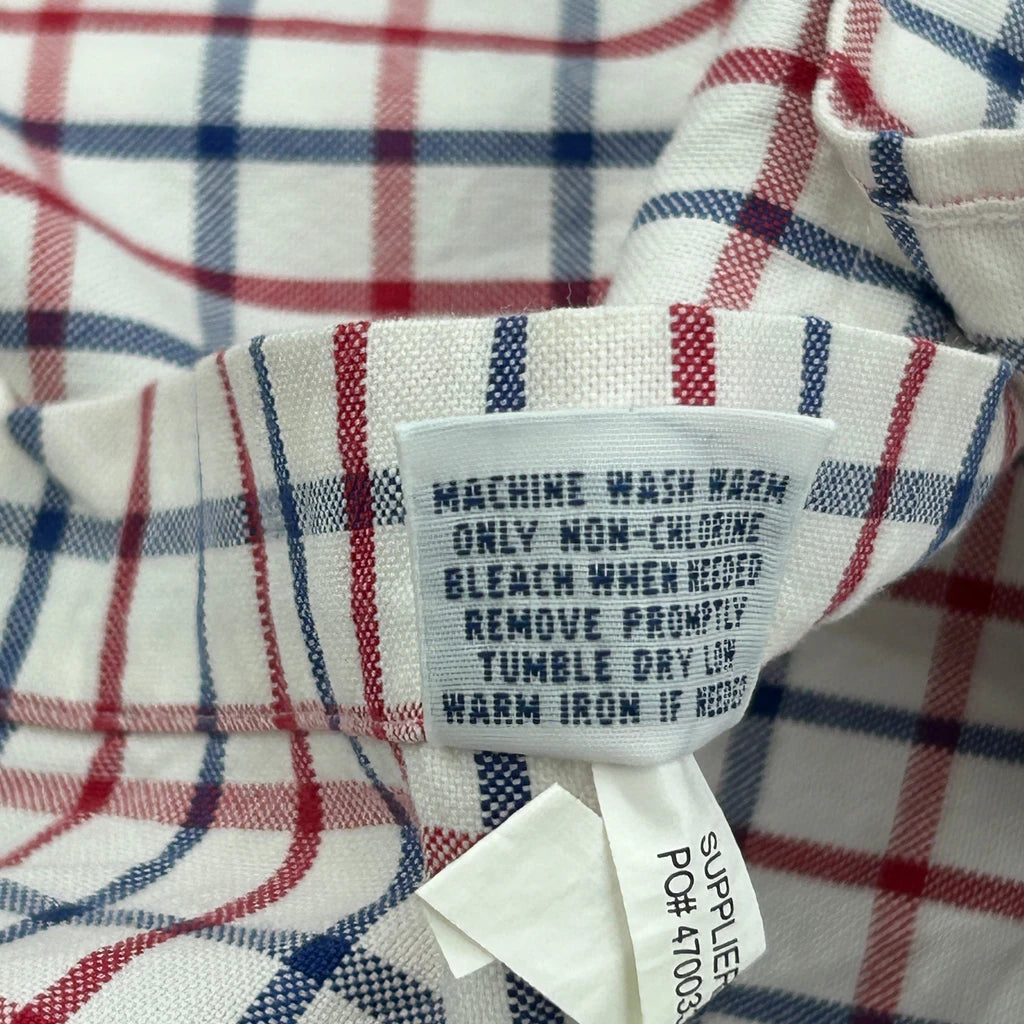 MACHINE WASH WARM
ONLY NON-CHLORINE
BLEACH WHEN NEEDED
REMOVE PROMPTLY
TUMBLE DRY LOW
WARM IRON IF NEEDED
SUPPLIER
PO# 47003